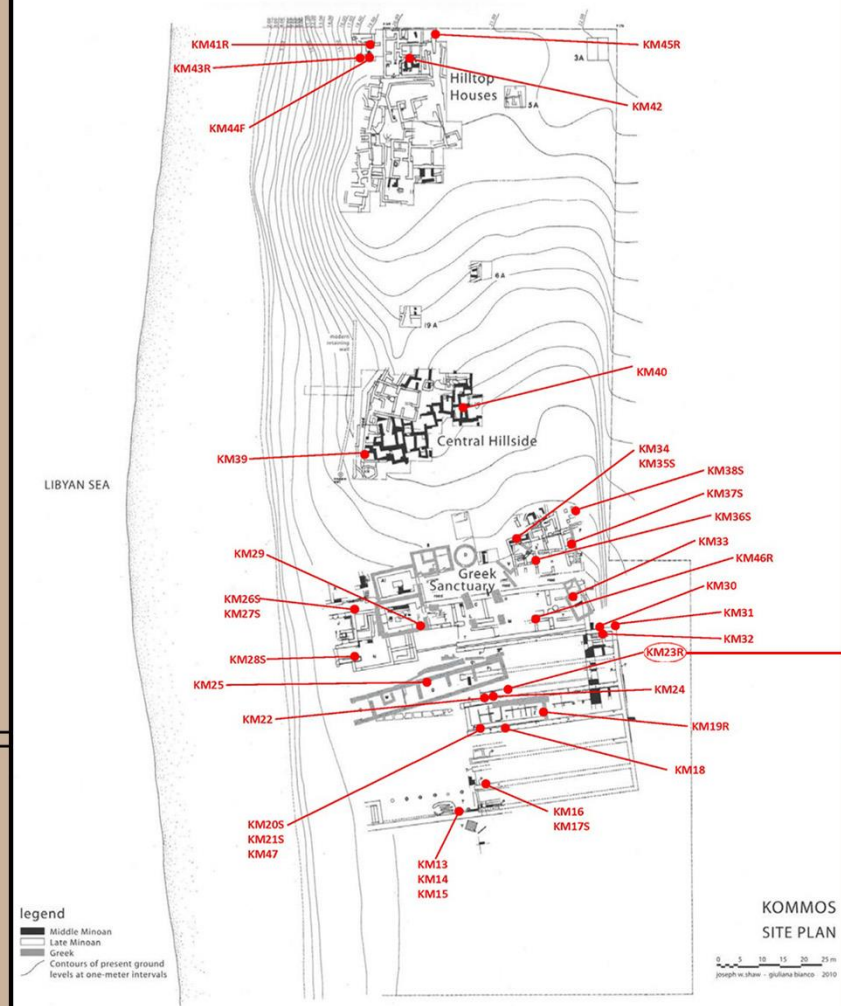 KM41R
KM45R
KM43R
3A
Hilltop
Houses
5A
KM42
KM44F
6A
19A
modern
retaining
wall
KM40
Central Hillside
KM39
KM34
KM35S
LIBYAN SEA
KM38S
KM37S
KM36S
KM29
KM33
Greek
Sanctuary
KM46R
KM26S
KM27S
KM30
KM31
KM32
KM28S
KM23R
KM25
KM24
KM22
KM19R
KM18
KM20S
KM21S
KM47
KM16
KM17S
KM13
KM14
KM15
legend
Middle Minoan
Late Minoan
Greek
Contours of present ground
levels at one-meter intervals
KOMMOS
SITE PLAN
0 5 10 15 20 25 m
joseph w. shaw - giuliana bianco 2010